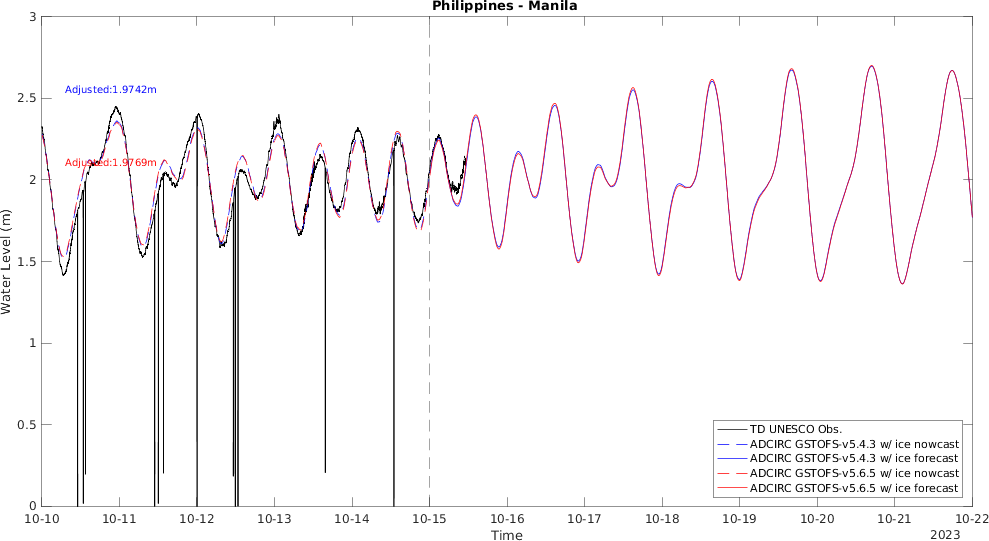 Philippines - Manila
3
2.5
2
1.5
1
0.5
0
Water Level (m)
Adjusted:1.9742m
Adjusted:1.9769m
TD UNESCO Obs.
ADCIRC GSTOFS-v5.4.3 w/ ice nowcast
ADCIRC GSTOFS-v5.4.3 w/ ice forecast
ADCIRC GSTOFS-v5.6.5 w/ ice nowcast
ADCIRC GSTOFS-v5.6.5 w/ ice forecast
10-10 10-11 10-12 10-13 10-14 10-15 10-16 10-17 10-18 10-19 10-20 10-21 10-22
Time
2023